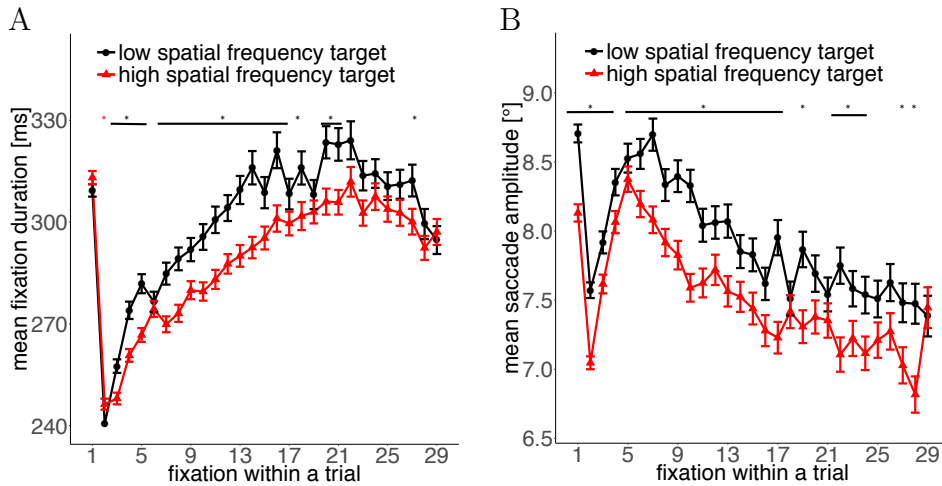 A
low spatial frequency target
high spatial frequency target
mean fixation duration [ms]
330
300
270
240
* * * * * *
1 5 9 13 17 21 25 29
fixation within a trial
B
low spatial frequency target
high spatial frequency target
mean saccade amplitude [°]
9.0
8.5
8.0
7.5
7.0
6.5
* * * * * *
1 5 9 13 17 21 25 29
fixation within a trial